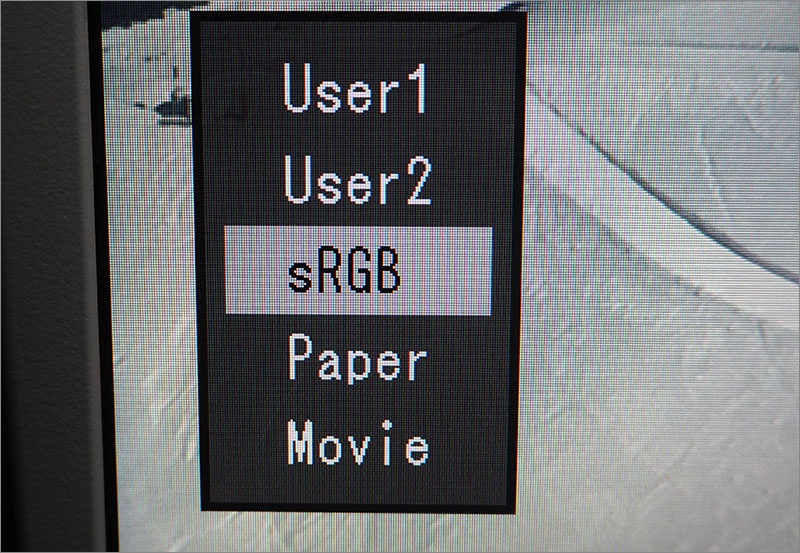 User1
User2
sRGB
Paper
Movie